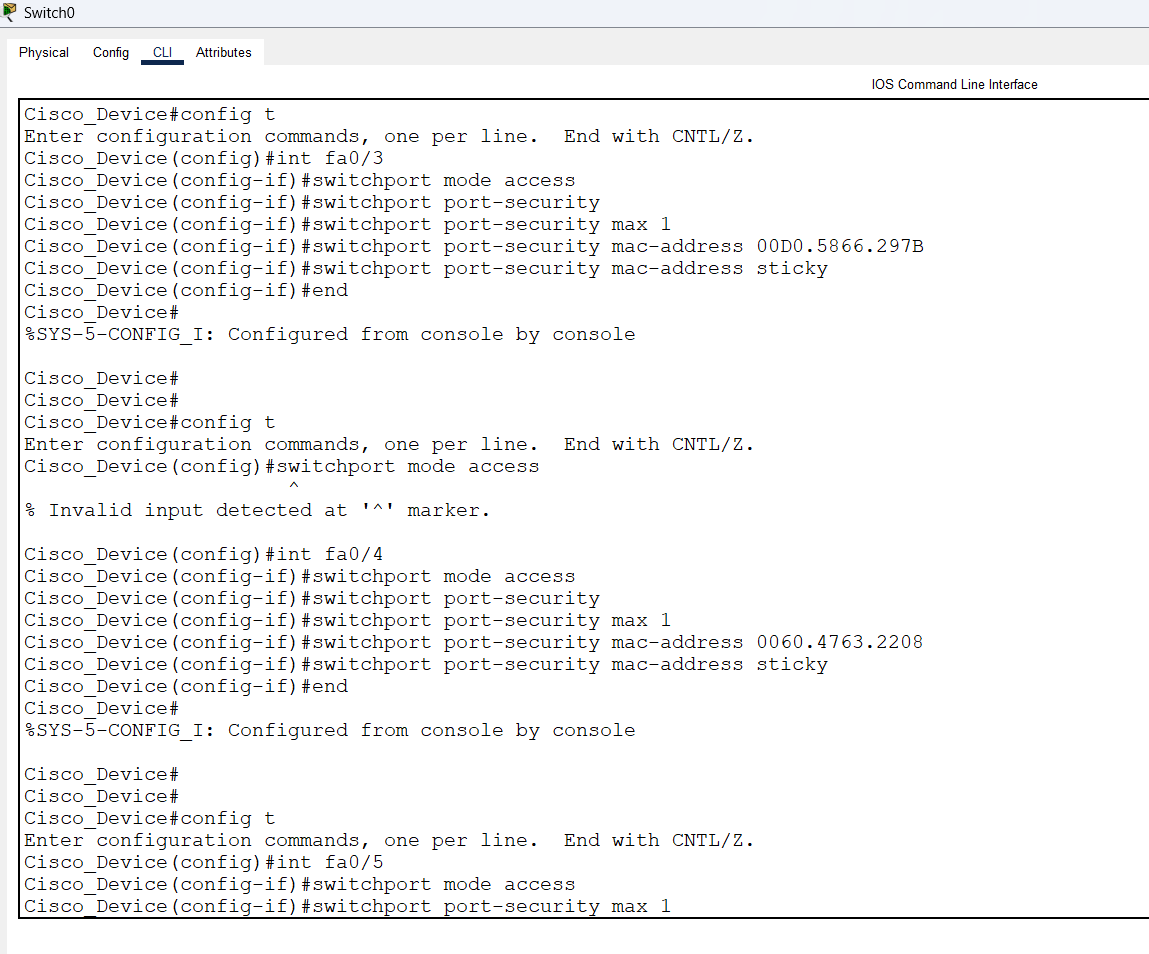 Switch0
Physical Config CLI Attributes
IOS Command Line Interface
Cisco_Device#config t
Enter configuration commands, one per line.  End with CNTL/Z.
Cisco_Device(config)#int fa0/3
Cisco_Device(config-if)#switchport mode access
Cisco_Device(config-if)#switchport port-security
Cisco_Device(config-if)#switchport port-security max 1
Cisco_Device(config-if)#switchport port-security mac-address 00D0.5866.297B
Cisco_Device(config-if)#switchport port-security mac-address sticky
Cisco_Device(config-if)#end
Cisco_Device#
%SYS-5-CONFIG_I: Configured from console by console
Cisco_Device#
Cisco_Device#
Cisco_Device#config t
Enter configuration commands, one per line.  End with CNTL/Z.
Cisco_Device(config)#switchport mode access
^
% Invalid input detected at '^' marker.
Cisco_Device(config)#int fa0/4
Cisco_Device(config-if)#switchport mode access
Cisco_Device(config-if)#switchport port-security
Cisco_Device(config-if)#switchport port-security max 1
Cisco_Device(config-if)#switchport port-security mac-address 0060.4763.2208
Cisco_Device(config-if)#switchport port-security mac-address sticky
Cisco_Device(config-if)#end
Cisco_Device#
%SYS-5-CONFIG_I: Configured from console by console
Cisco_Device#
Cisco_Device#
Cisco_Device#config t
Enter configuration commands, one per line.  End with CNTL/Z.
Cisco_Device(config)#int fa0/5
Cisco_Device(config-if)#switchport mode access
Cisco_Device(config-if)#switchport port-security max 1